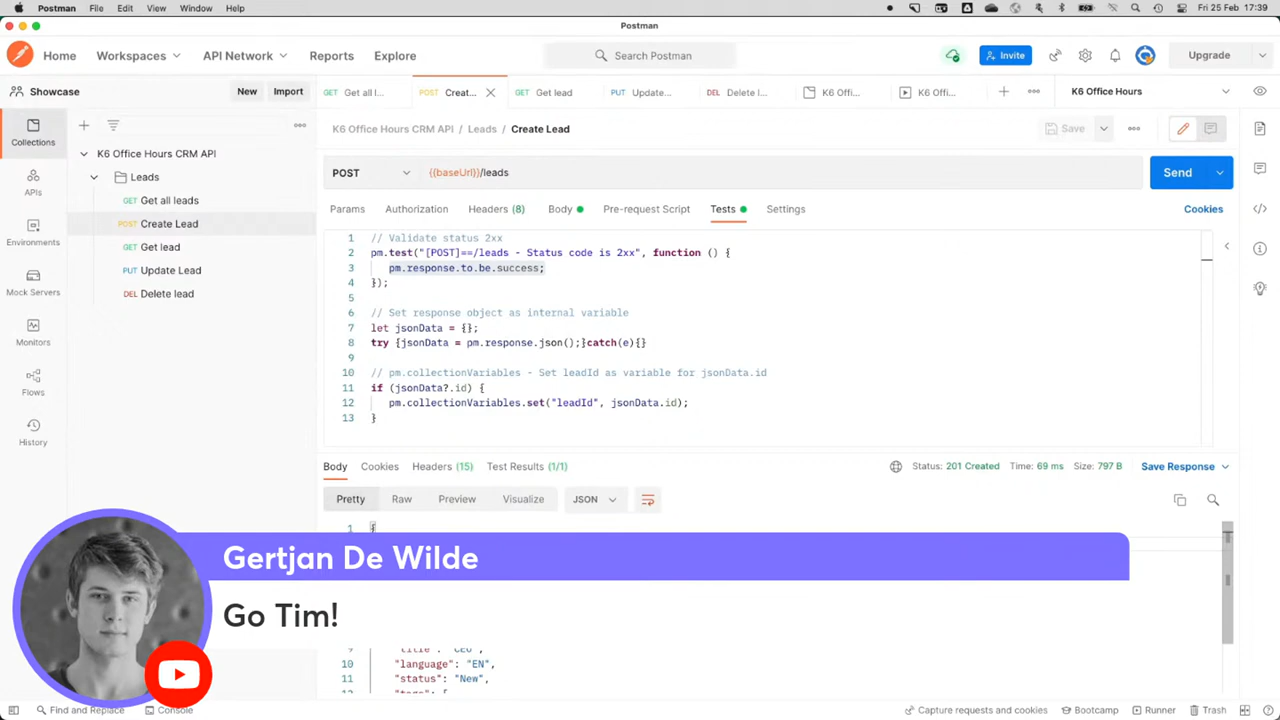 Postman File Edit View Window Help Fri 25 Feb 17:39
Postman
Home Workspaces API Network Reports Explore Search Postman Invite Upgrade
Showcase New Import
GET Get all l... POST Creat... GET Get lead PUT Update... DEL Delete l... K6 Offi... K6 Offi... K6 Office Hours
Collections
APIs
Environments
Mock Servers
Monitors
Flows
History
K6 Office Hours CRM API
Leads
GET Get all leads
POST Create Lead
GET Get lead
PUT Update Lead
DEL Delete lead
K6 Office Hours CRM API / Leads / Create Lead Save
POST {{baseUrl}}/leads Send
Params Authorization Headers (8) Body Pre-request Script Tests Settings Cookies
1 // Validate status 2xx
2 pm.test("[POST]==/leads - Status code is 2xx", function () {
3 pm.response.to.be.success;
4 });
5
6 // Set response object as internal variable
7 let jsonData = {};
8 try {jsonData = pm.response.json();}catch(e){}
9
10 // pm.collectionVariables - Set leadId as variable for jsonData.id
11 if (jsonData?.id) {
12 pm.collectionVariables.set("leadId", jsonData.id);
13 }
Body Cookies Headers (15) Test Results (1/1) Status: 201 Created Time: 69 ms Size: 797 B Save Response
Pretty Raw Preview Visualize JSON
1 {
Gertjan De Wilde
Go Tim!
10 "language": "EN",
11 "status": "New",
Find and Replace Console Capture requests and cookies Bootcamp Runner Trash